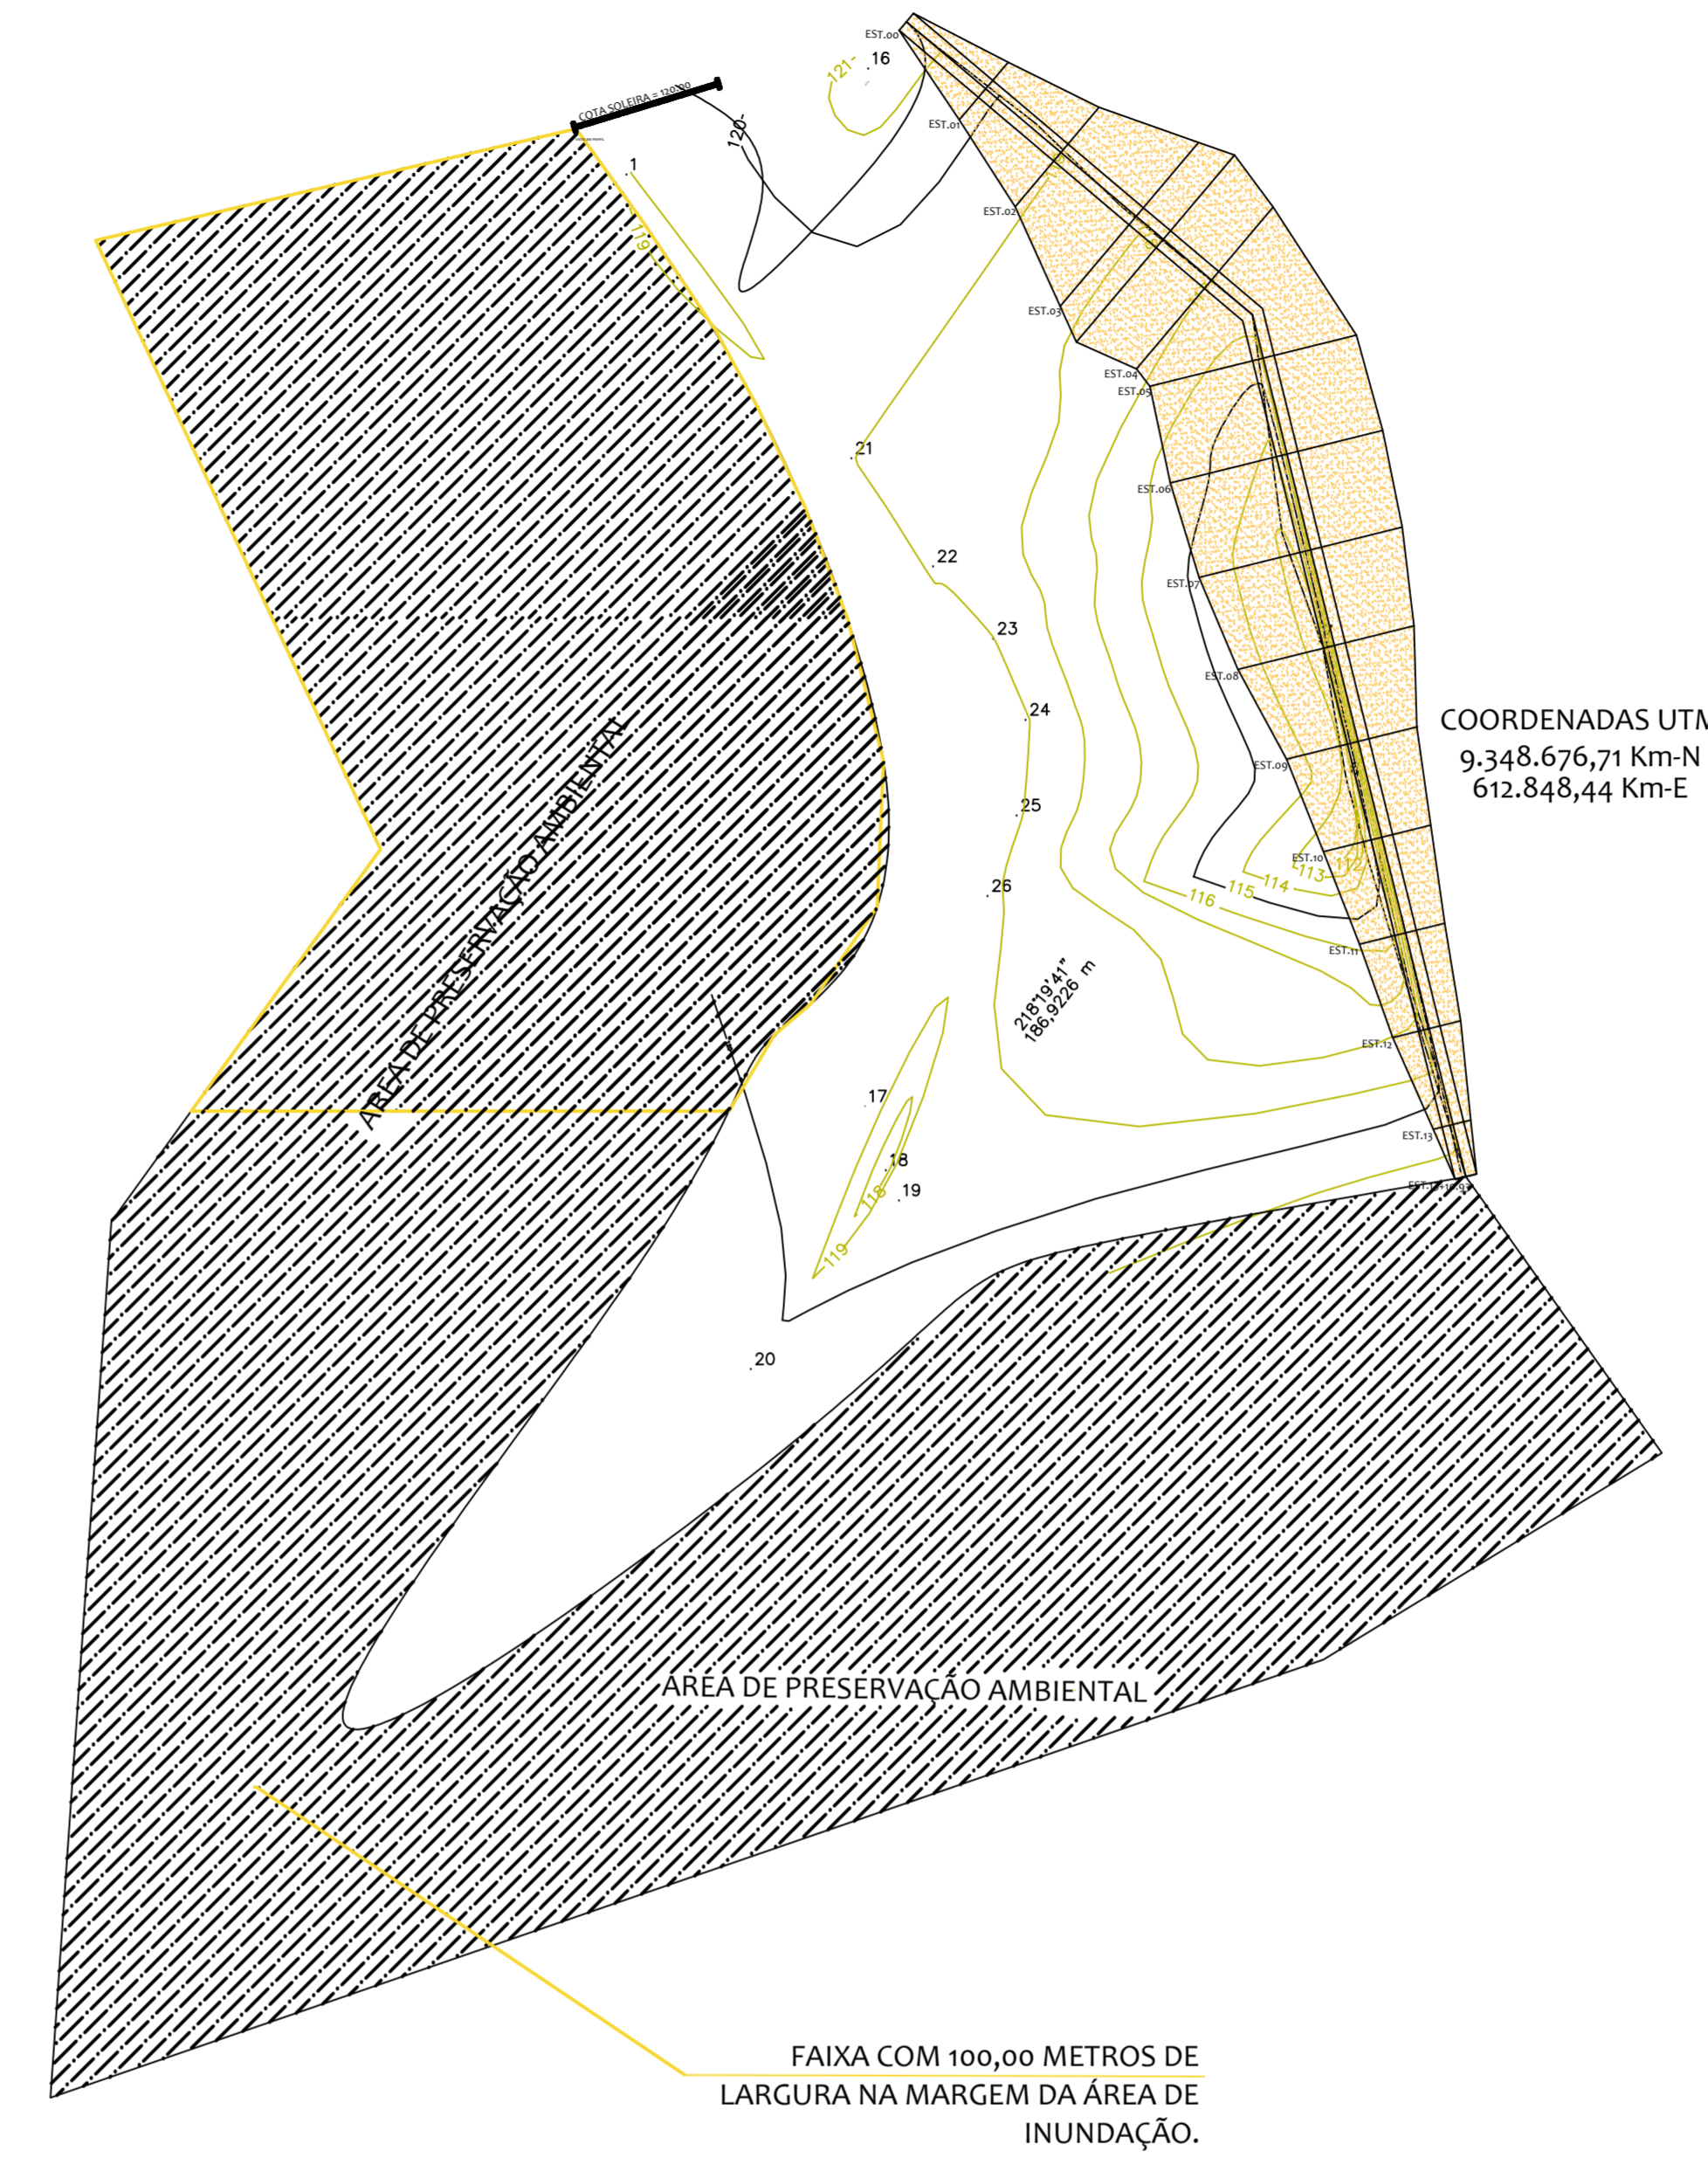 EST.00
121-
.16
COTA SOLEIRA = 120,00
EST.01
120-
.1
EST.02
119
EST.03
EST.04
EST.05
.21
EST.06
.22
EST.07
.23
EST.08
.24
COORDENADAS UTM
9.348.676,71 Km-N
612.848,44 Km-E
EST.09
.25
EST.10
112
113
114
115
116
.26
ÁREA DE PRESERVAÇÃO AMBIENTAL
EST.11
218°19'41"
186,9226 m
EST.12
.17
EST.13
.18
118
.19
119
.20
ÁREA DE PRESERVAÇÃO AMBIENTAL
FAIXA COM 100,00 METROS DE
LARGURA NA MARGEM DA ÁREA DE
INUNDAÇÃO.